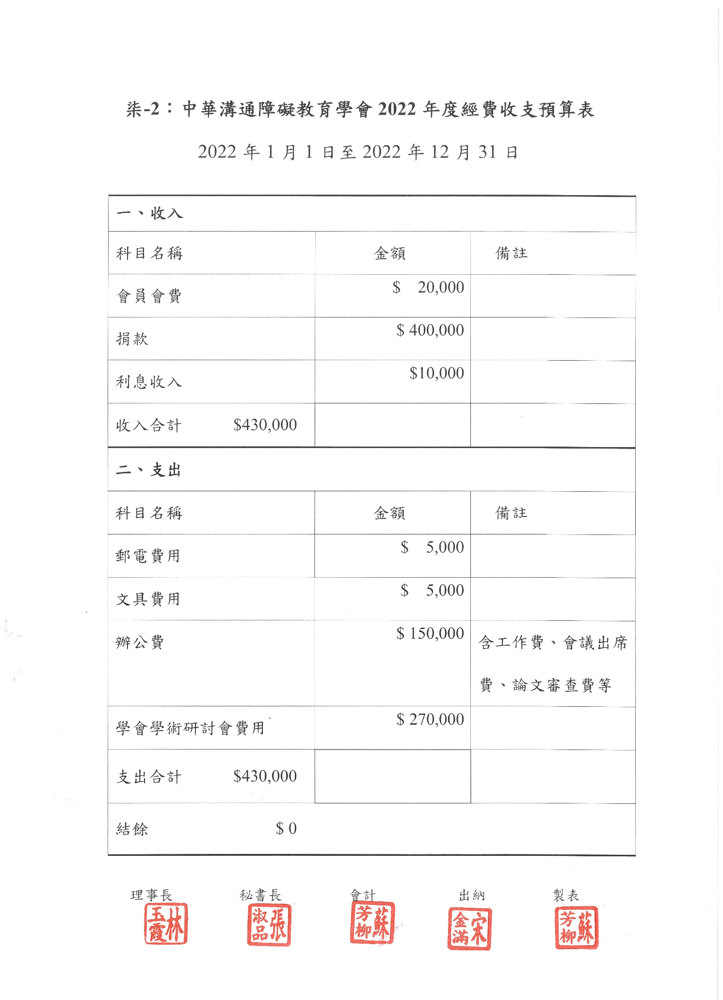 柒-2：中華溝通障礙教育學會 2022 年度經費收支預算表
2022 年 1 月 1 日至 2022 年 12 月 31 日
一、收入
科目名稱 金額 備註
會員會費 $ 20,000
捐款 $ 400,000
利息收入 $10,000
收入合計 $430,000
二、支出
科目名稱 金額 備註
郵電費用 $ 5,000
文具費用 $ 5,000
辦公費 $ 150,000 含工作費、會議出席
費、論文審查費等
學會學術研討會費用 $ 270,000
支出合計 $430,000
結餘 $ 0
理事長 秘書長 會計 出納 製表
林玉霞 張淑品 蘇芳柳 宋金滿 蘇芳柳